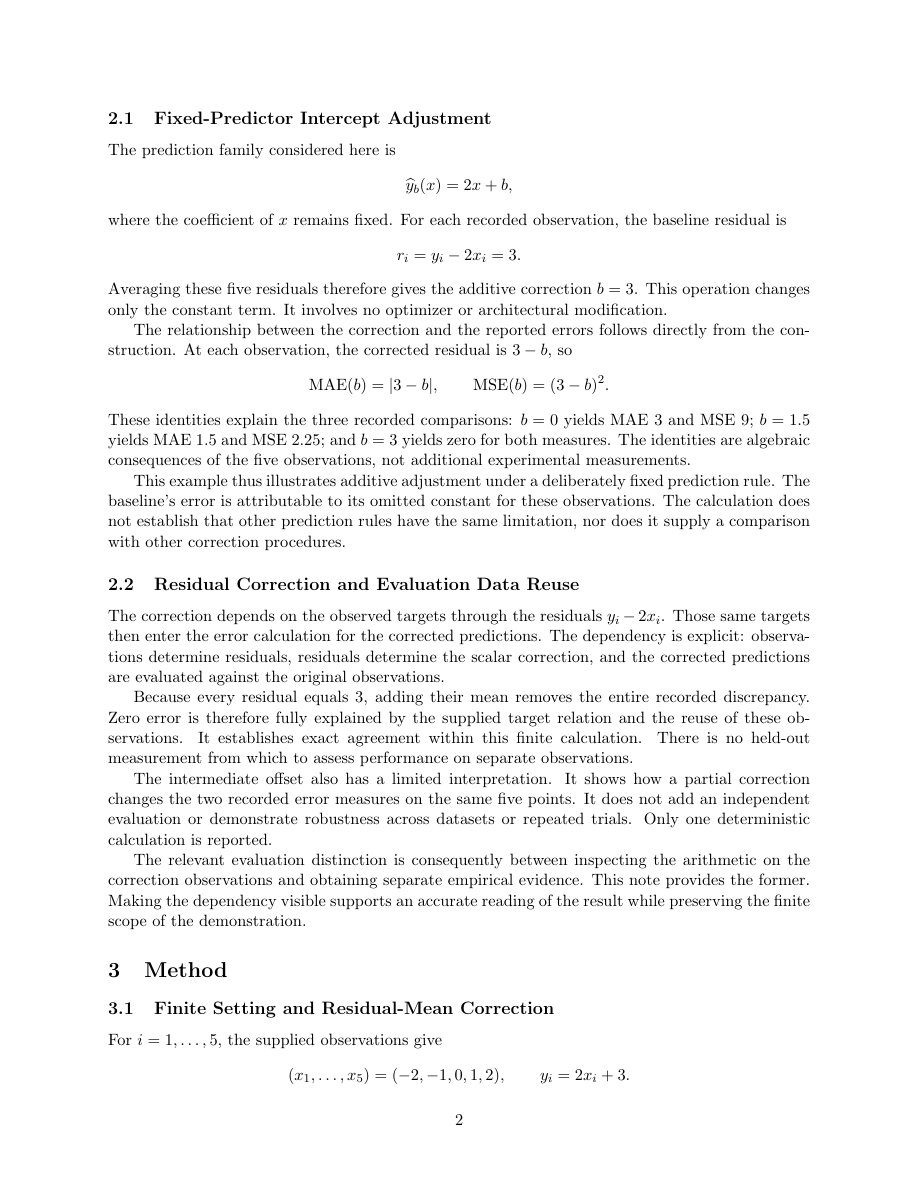 2.1 Fixed-Predictor Intercept Adjustment
The prediction family considered here is
ŷ_b(x) = 2x + b,
where the coefficient of x remains fixed. For each recorded observation, the baseline residual is
r_i = y_i − 2x_i = 3.
Averaging these five residuals therefore gives the additive correction b = 3. This operation changes
only the constant term. It involves no optimizer or architectural modification.
The relationship between the correction and the reported errors follows directly from the con-
struction. At each observation, the corrected residual is 3 − b, so
MAE(b) = |3 − b|, MSE(b) = (3 − b)².
These identities explain the three recorded comparisons: b = 0 yields MAE 3 and MSE 9; b = 1.5
yields MAE 1.5 and MSE 2.25; and b = 3 yields zero for both measures. The identities are algebraic
consequences of the five observations, not additional experimental measurements.
This example thus illustrates additive adjustment under a deliberately fixed prediction rule. The
baseline's error is attributable to its omitted constant for these observations. The calculation does
not establish that other prediction rules have the same limitation, nor does it supply a comparison
with other correction procedures.
2.2 Residual Correction and Evaluation Data Reuse
The correction depends on the observed targets through the residuals y_i − 2x_i. Those same targets
then enter the error calculation for the corrected predictions. The dependency is explicit: observa-
tions determine residuals, residuals determine the scalar correction, and the corrected predictions
are evaluated against the original observations.
Because every residual equals 3, adding their mean removes the entire recorded discrepancy.
Zero error is therefore fully explained by the supplied target relation and the reuse of these ob-
servations. It establishes exact agreement within this finite calculation. There is no held-out
measurement from which to assess performance on separate observations.
The intermediate offset also has a limited interpretation. It shows how a partial correction
changes the two recorded error measures on the same five points. It does not add an independent
evaluation or demonstrate robustness across datasets or repeated trials. Only one deterministic
calculation is reported.
The relevant evaluation distinction is consequently between inspecting the arithmetic on the
correction observations and obtaining separate empirical evidence. This note provides the former.
Making the dependency visible supports an accurate reading of the result while preserving the finite
scope of the demonstration.
3 Method
3.1 Finite Setting and Residual-Mean Correction
For i = 1, . . . , 5, the supplied observations give
(x_1, . . . , x_5) = (−2, −1, 0, 1, 2), y_i = 2x_i + 3.
2